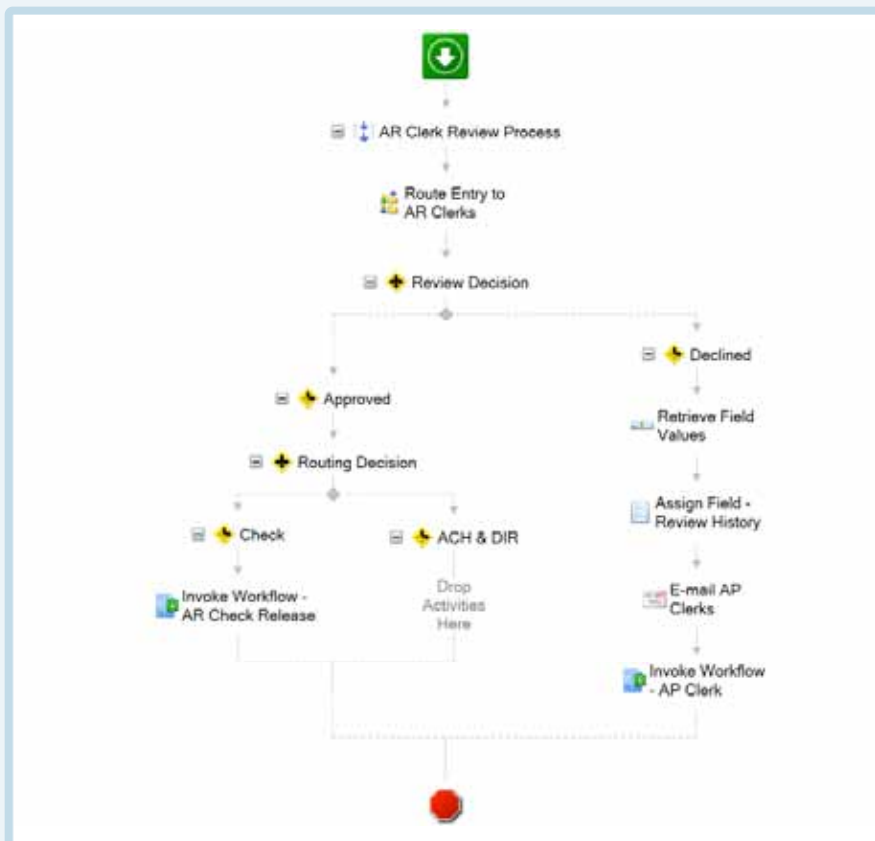 AR Clerk Review Process
Route Entry to
AR Clerks
Review Decision
Declined
Approved
Retrieve Field
Values
Routing Decision
Assign Field -
Review History
Check
ACH & DIR
Drop
Activities
Here
Invoke Workflow -
AR Check Release
E-mail AP
Clerks
Invoke Workflow
- AP Clerk